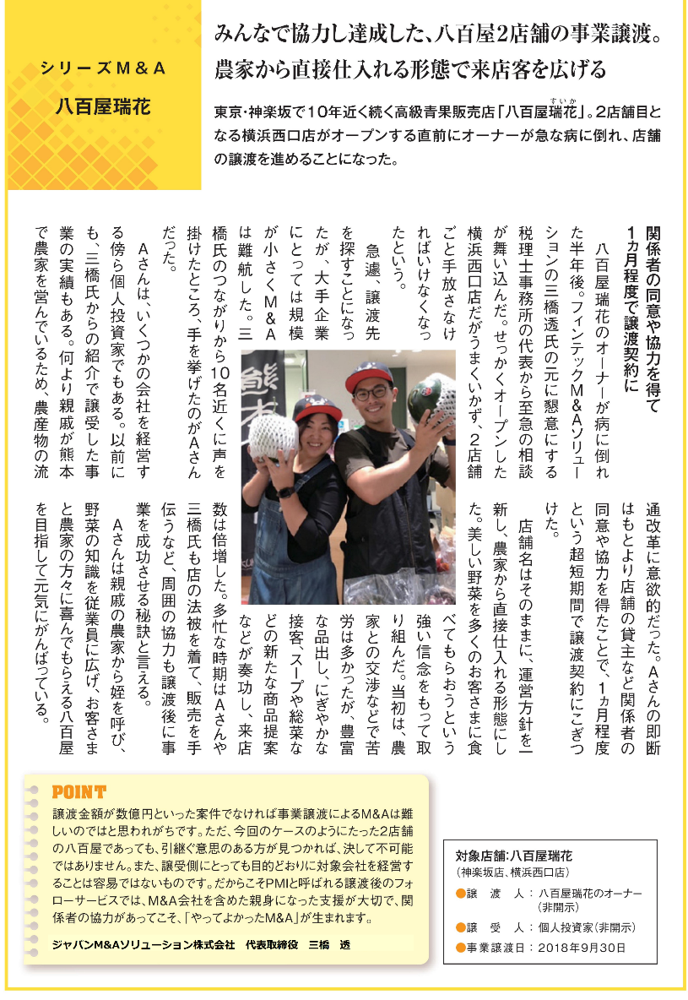 シリーズM&A
八百屋瑞花
みんなで協力し達成した、八百屋2店舗の事業譲渡。
農家から直接仕入れる形態で来店客を広げる
東京・神楽坂で10年近く続く高級青果販売店「八百屋瑞花」。2店舗目と
すいか
なる横浜西口店がオープンする直前にオーナーが急な病に倒れ、店舗
の譲渡を進めることになった。
関係者の同意や協力を得て
1ヵ月程度で譲渡契約に
八百屋瑞花のオーナーが病に倒れ
た半年後。フィンテックM&Aソリュー
ションの三橋透氏の元に懇意にする
税理士事務所の代表から至急の相談
が舞い込んだ。せっかくオープンした
横浜西口店だがうまくいかず、2店舗
ごと手放さなけ
ればいけなくなっ
たという。
急遽、譲渡先
を探すことになっ
たが、大手企業
にとっては規模
が小さくM&A
は難航した。三
橋氏のつながりから10名近くに声を
掛けたところ、手を挙げたのがAさん
だった。
Aさんは、いくつかの会社を経営す
る傍ら個人投資家でもある。以前に
も、三橋氏からの紹介で譲受した事
業の実績もある。何より親戚が熊本
で農家を営んでいるため、農産物の流
熊本
通改革に意欲的だった。Aさんの即断
はもとより店舗の貸主など関係者の
同意や協力を得たことで、1ヵ月程度
という超短期間で譲渡契約にこぎつ
けた。
店舗名はそのままに、運営方針を一
新し、農家から直接仕入れる形態にし
た。美しい野菜を多くのお客さまに食
べてもらおうという
強い信念をもって取
り組んだ。当初は、農
家との交渉などで苦
労は多かったが、豊富
な品出し、にぎやかな
接客、スープや総菜な
どの新たな商品提案
などが奏功し、来店
数は倍増した。多忙な時期はAさんや
三橋氏も店の法被を着て、販売を手
伝うなど、周囲の協力も譲渡後に事
業を成功させる秘訣と言える。
Aさんは親戚の農家から姪を呼び、
野菜の知識を従業員に広げ、お客さま
と農家の方々に喜んでもらえる八百屋
を目指して元気にがんばっている。
POINT
譲渡金額が数億円といった案件でなければ事業譲渡によるM&Aは難
しいのではと思われがちです。ただ、今回のケースのようにたった2店舗
の八百屋であっても、引継ぐ意思のある方が見つかれば、決して不可能
ではありません。また、譲受側にとっても目的どおりに対象会社を経営す
ることは容易ではないものです。だからこそPMIと呼ばれる譲渡後のフォ
ローサービスでは、M&A会社を含めた親身になった支援が大切で、関
係者の協力があってこそ、「やってよかったM&A」が生まれます。
ジャパンM&Aソリューション株式会社　代表取締役　三橋　透
対象店舗：八百屋瑞花
（神楽坂店、横浜西口店）
●譲　渡　人：八百屋瑞花のオーナー
（非開示）
●譲　受　人：個人投資家（非開示）
●事業譲渡日：2018年9月30日